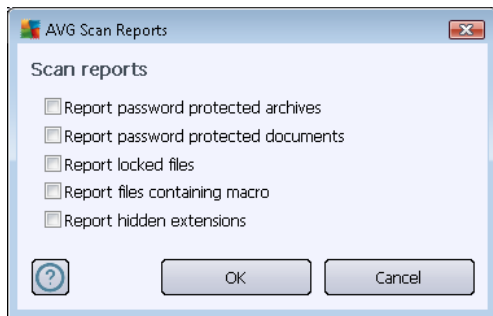 AVG Scan Reports
Scan reports
Report password protected archives
Report password protected documents
Report locked files
Report files containing macro
Report hidden extensions
?
OK
Cancel